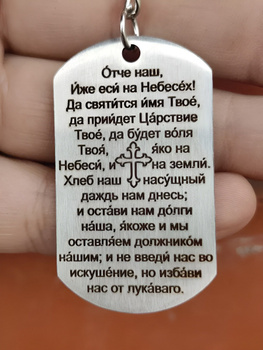 О́тче наш,
И́же еси́ на Небесе́х!
Да святи́тся и́мя Твое́,
да прии́дет Ца́рствие
Твое́, да бу́дет во́ля
Твоя́, я́ко на
Небеси́, и на земли́.
Хлеб наш насу́щный
даждь нам днесь;
и оста́ви нам до́лги
на́ша, я́коже и мы
оставля́ем должнико́м
на́шим; и не введи́ нас во
искуше́ние, но изба́ви
нас от лука́ваго.